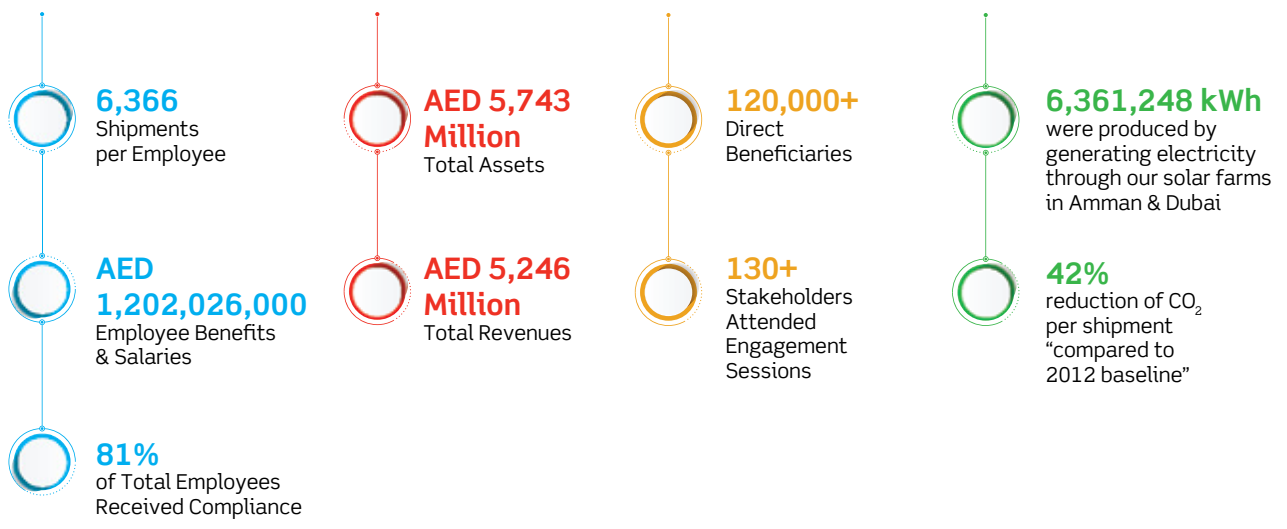 6,366
Shipments
per Employee
AED
1,202,026,000
Employee Benefits
& Salaries
81%
of Total Employees
Received Compliance
AED 5,743
Million
Total Assets
AED 5,246
Million
Total Revenues
120,000+
Direct
Beneficiaries
130+
Stakeholders
Attended
Engagement
Sessions
6,361,248 kWh
were produced by
generating electricity
through our solar farms
in Amman & Dubai
42%
reduction of CO₂
per shipment
“compared to
2012 baseline”